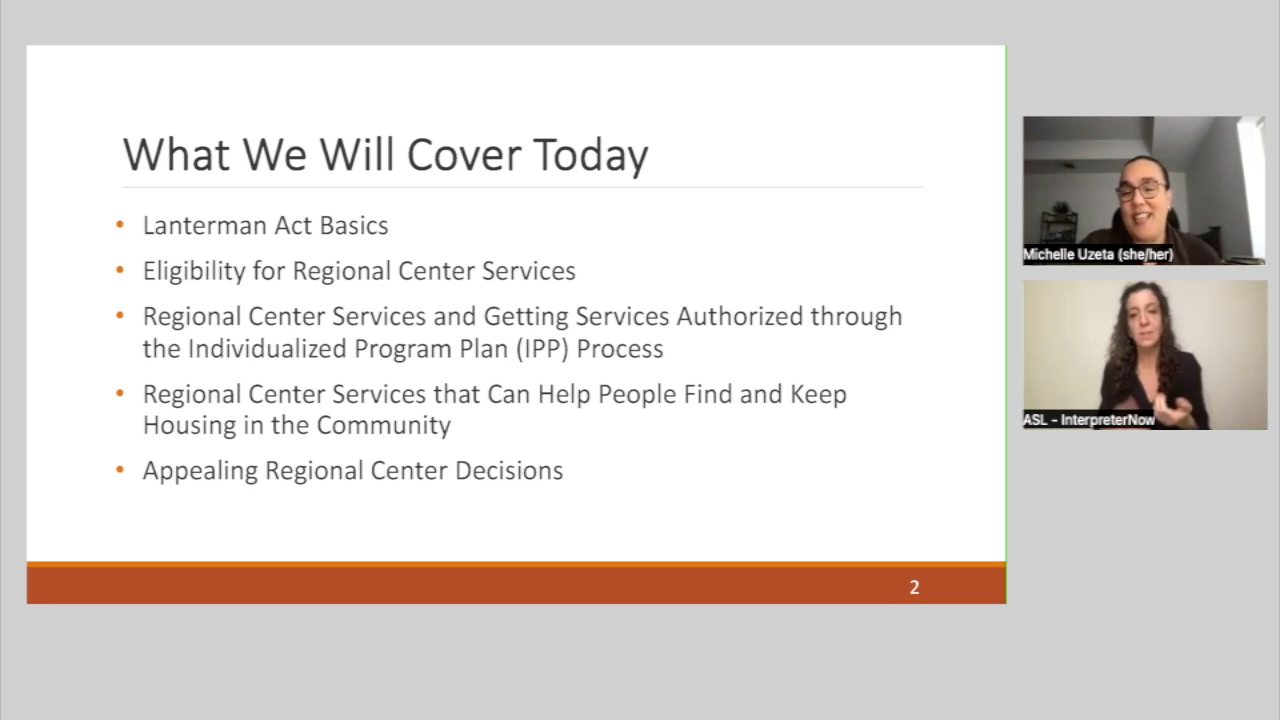 What We Will Cover Today
• Lanterman Act Basics
• Eligibility for Regional Center Services
• Regional Center Services and Getting Services Authorized through
the Individualized Program Plan (IPP) Process
• Regional Center Services that Can Help People Find and Keep
Housing in the Community
• Appealing Regional Center Decisions
2
Michelle Uzeta (she/her)
ASL - InterpreterNow